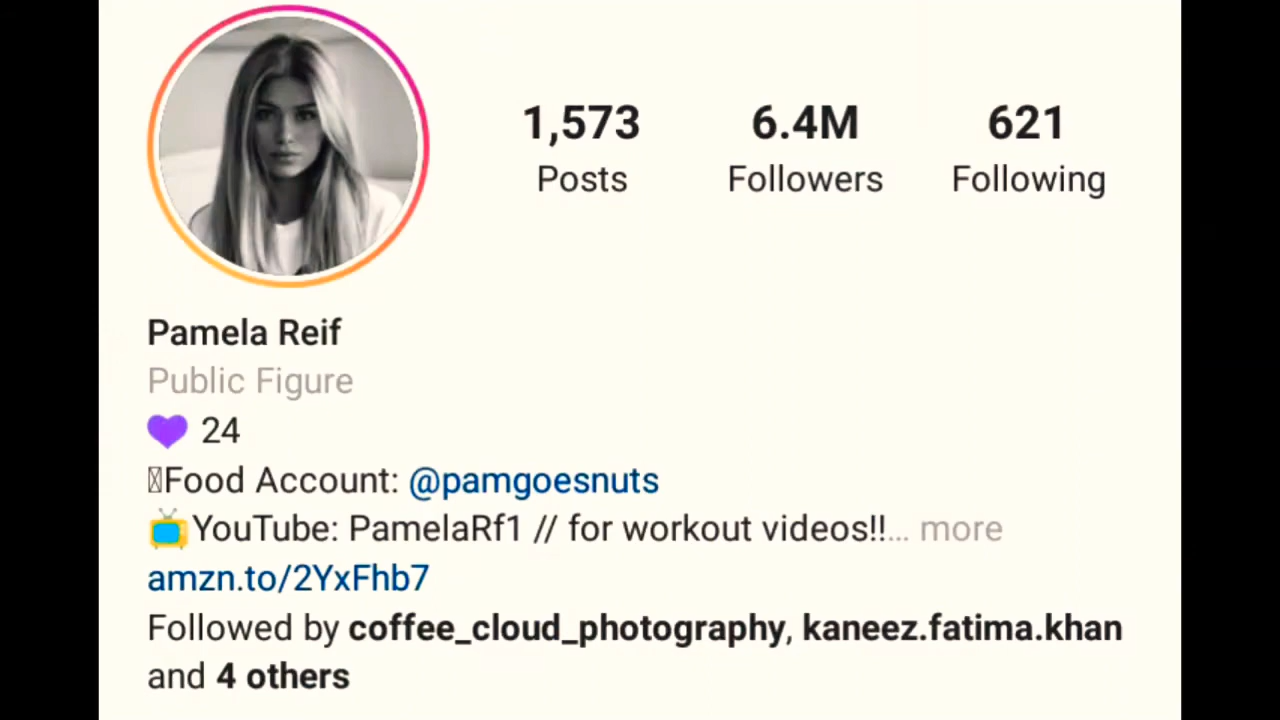 1,573 6.4M 621
Posts Followers Following
Pamela Reif
Public Figure
💜 24
Food Account: @pamgoesnuts
📺YouTube: PamelaRf1 // for workout videos!!... more
amzn.to/2YxFhb7
Followed by coffee_cloud_photography, kaneez.fatima.khan
and 4 others